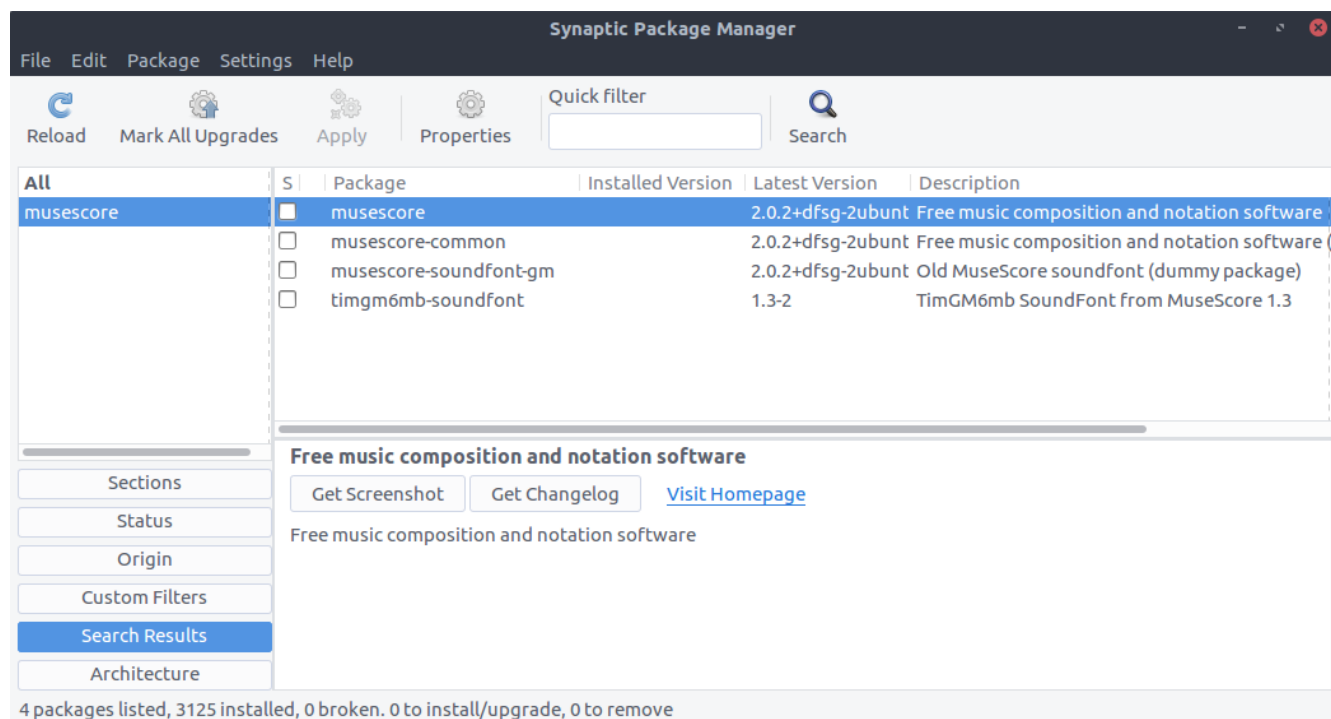 Synaptic Package Manager
File Edit Package Settings Help
Quick filter
Reload Mark All Upgrades Apply Properties Search
All
musescore
S Package Installed Version Latest Version Description
musescore 2.0.2+dfsg-2ubunt Free music composition and notation software
musescore-common 2.0.2+dfsg-2ubunt Free music composition and notation software (
musescore-soundfont-gm 2.0.2+dfsg-2ubunt Old MuseScore soundfont (dummy package)
timgm6mb-soundfont 1.3-2 TimGM6mb SoundFont from MuseScore 1.3
Free music composition and notation software
Get Screenshot Get Changelog Visit Homepage
Free music composition and notation software
Sections
Status
Origin
Custom Filters
Search Results
Architecture
4 packages listed, 3125 installed, 0 broken. 0 to install/upgrade, 0 to remove